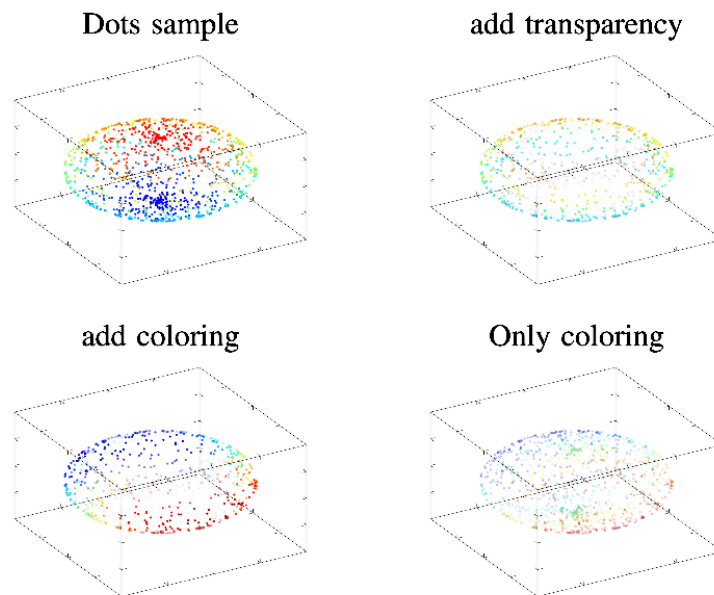 Dots sample
add transparency
add coloring
Only coloring